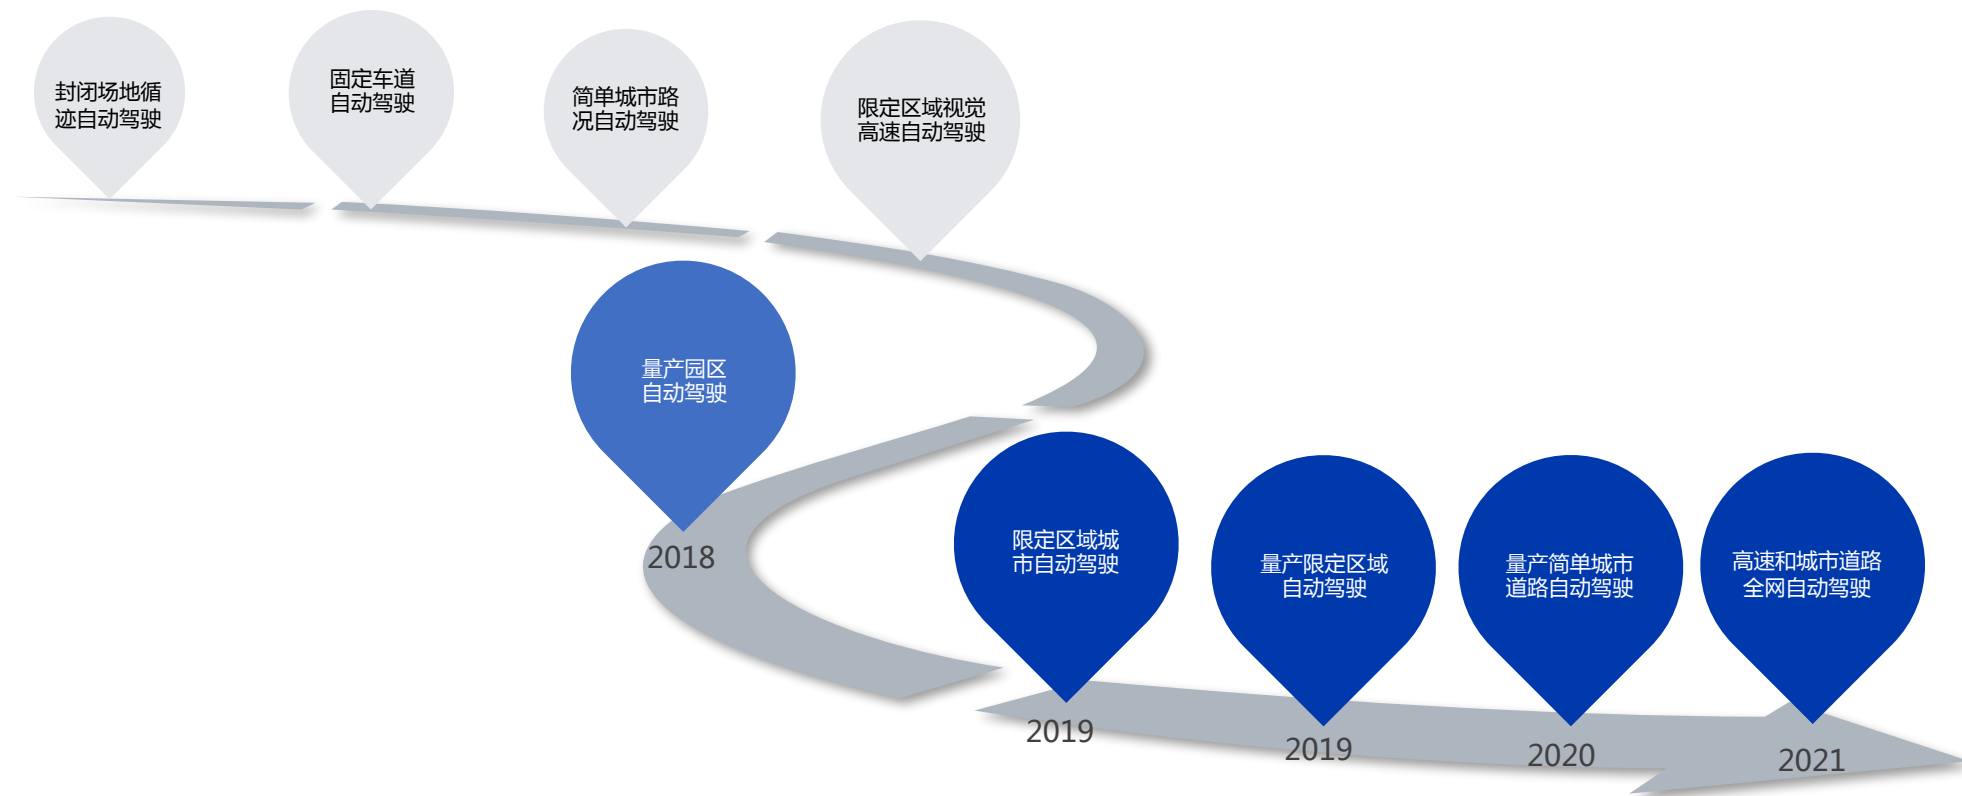 封闭场地循
迹自动驾驶
固定车道
自动驾驶
简单城市路
况自动驾驶
限定区域视觉
高速自动驾驶
量产园区
自动驾驶
2018
限定区域城
市自动驾驶
2019
量产限定区域
自动驾驶
2019
量产简单城市
道路自动驾驶
2020
高速和城市道路
全网自动驾驶
2021